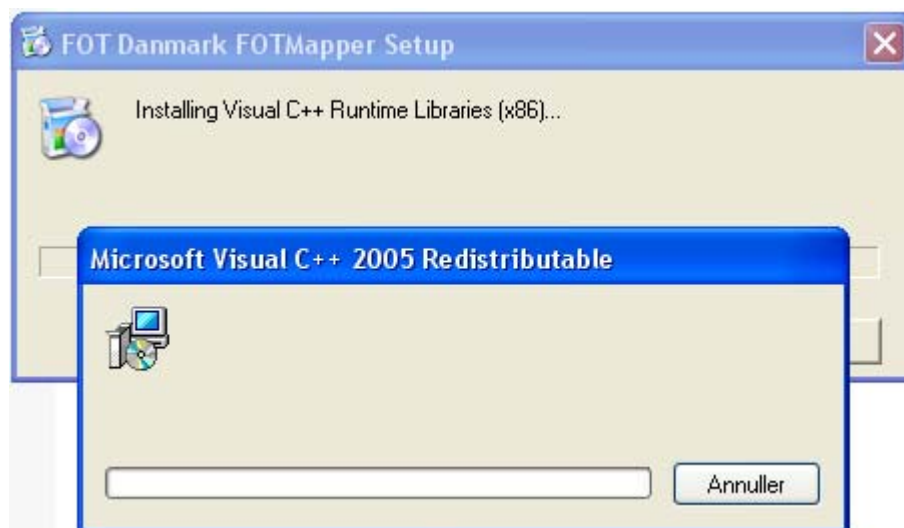 FOT Danmark FOTMapper Setup
Installing Visual C++ Runtime Libraries (x86)...
Microsoft Visual C++ 2005 Redistributable
Annuller